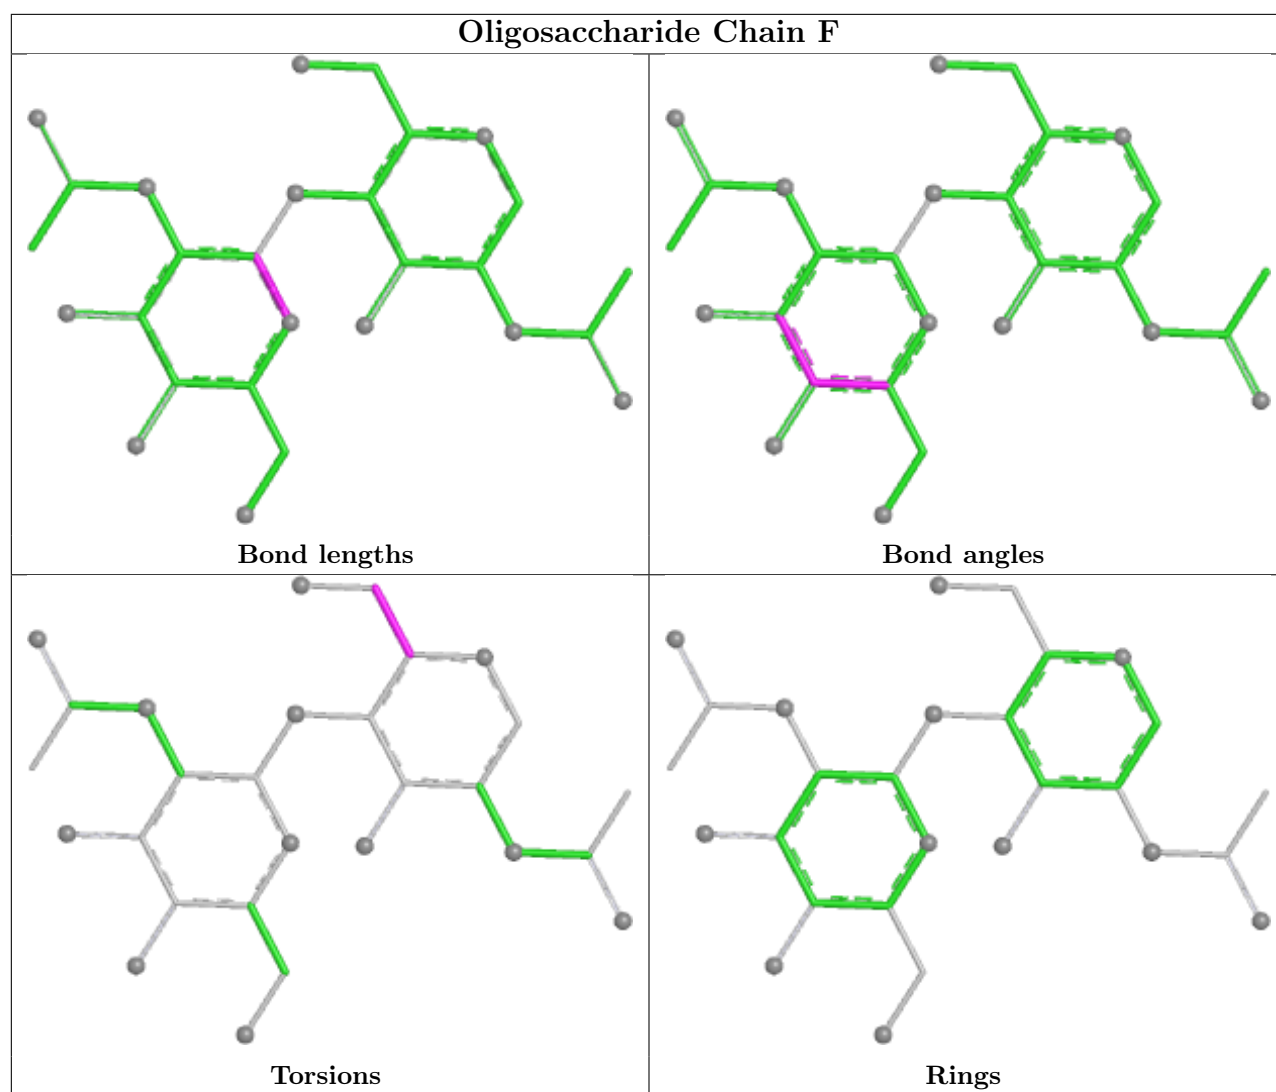 Oligosaccharide Chain F
Bond lengths
Bond angles
Torsions
Rings